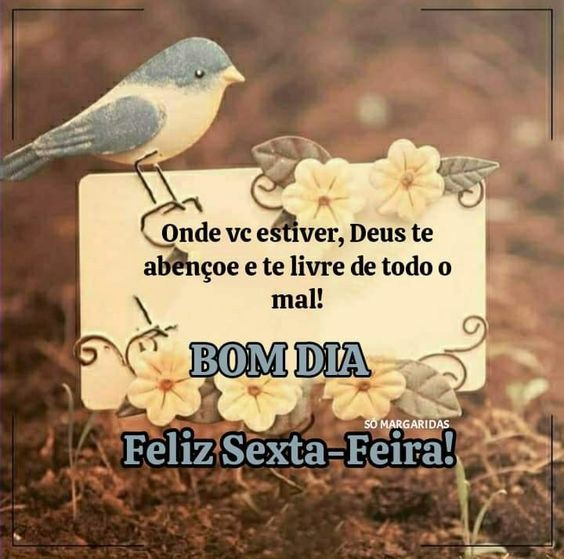 Onde vc estiver, Deus te
abençoe e te livre de todo o
mal!
BOM DIA
SÓ MARGARIDAS
Feliz Sexta-Feira!